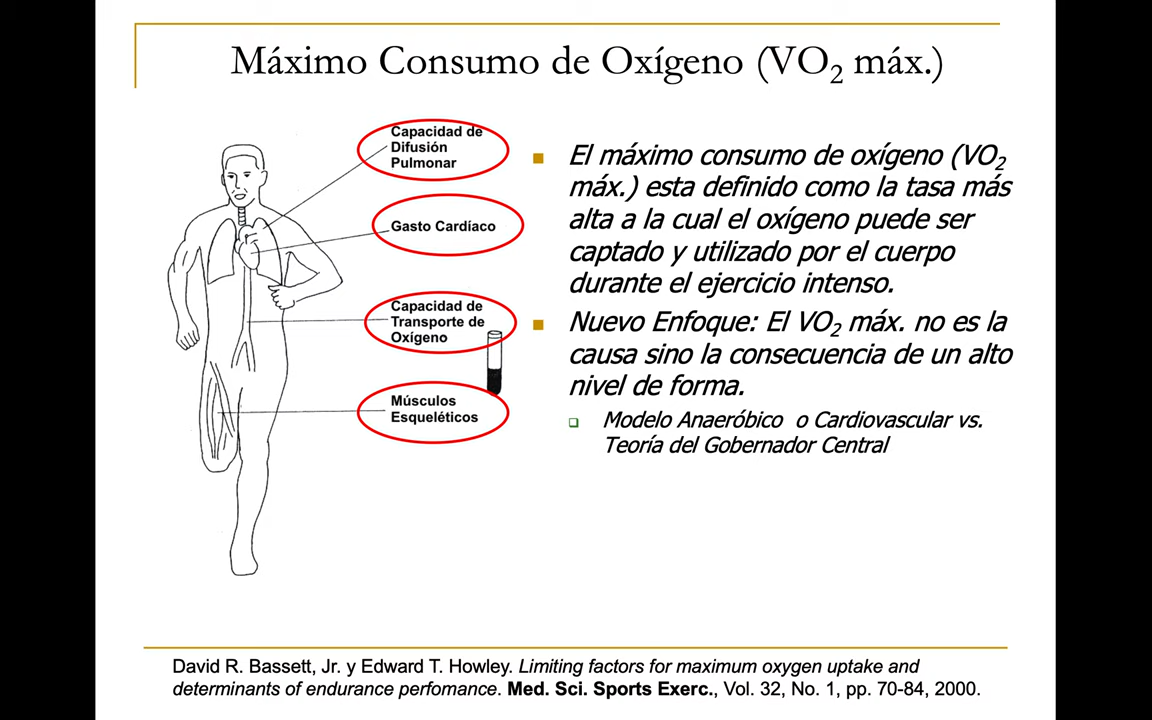 Máximo Consumo de Oxígeno (VO₂ máx.)
Capacidad de
Difusión
Pulmonar
Gasto Cardíaco
Capacidad de
Transporte de
Oxígeno
Músculos
Esqueléticos
El máximo consumo de oxígeno (VO₂
máx.) esta definido como la tasa más
alta a la cual el oxígeno puede ser
captado y utilizado por el cuerpo
durante el ejercicio intenso.
Nuevo Enfoque: El VO₂ máx. no es la
causa sino la consecuencia de un alto
nivel de forma.
Modelo Anaeróbico o Cardiovascular vs.
Teoría del Gobernador Central
David R. Bassett, Jr. y Edward T. Howley. Limiting factors for maximum oxygen uptake and
determinants of endurance perfomance. Med. Sci. Sports Exerc., Vol. 32, No. 1, pp. 70-84, 2000.